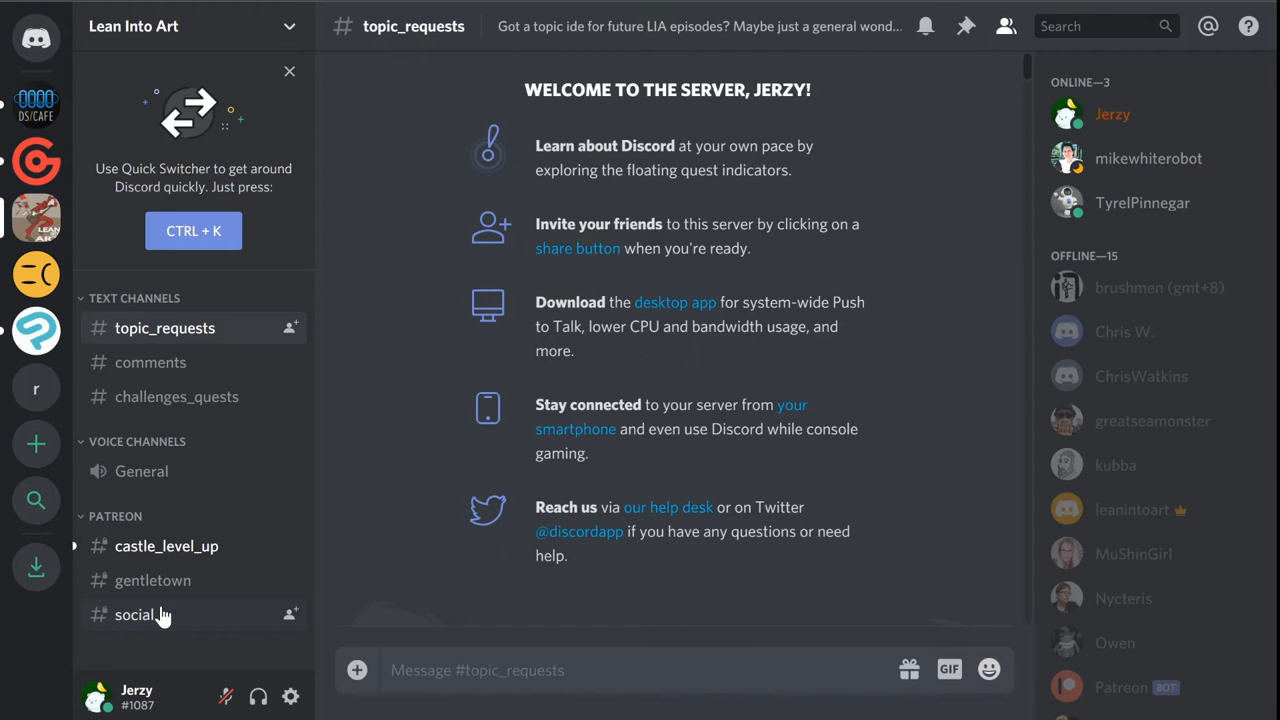 DS/CAFE
LEAN
r
Lean Into Art
Use Quick Switcher to get around
Discord quickly. Just press:
CTRL + K
TEXT CHANNELS
# topic_requests
# comments
# challenges_quests
VOICE CHANNELS
General
PATREON
# castle_level_up
# gentletown
# social
Jerzy
#1087
# topic_requests
Got a topic ide for future LIA episodes? Maybe just a general wond...
Search
WELCOME TO THE SERVER, JERZY!
Learn about Discord at your own pace by
exploring the floating quest indicators.
Invite your friends to this server by clicking on a
share button when you're ready.
Download the desktop app for system-wide Push
to Talk, lower CPU and bandwidth usage, and
more.
Stay connected to your server from your
smartphone and even use Discord while console
gaming.
Reach us via our help desk or on Twitter
@discordapp if you have any questions or need
help.
Message #topic_requests
GIF
ONLINE—3
Jerzy
mikewhiterobot
TyrelPinnegar
OFFLINE—15
brushmen (gmt+8)
Chris W.
ChrisWatkins
greatseamonster
kubba
leanintoart
MuShinGirl
Nycteris
Owen
Patreon BOT